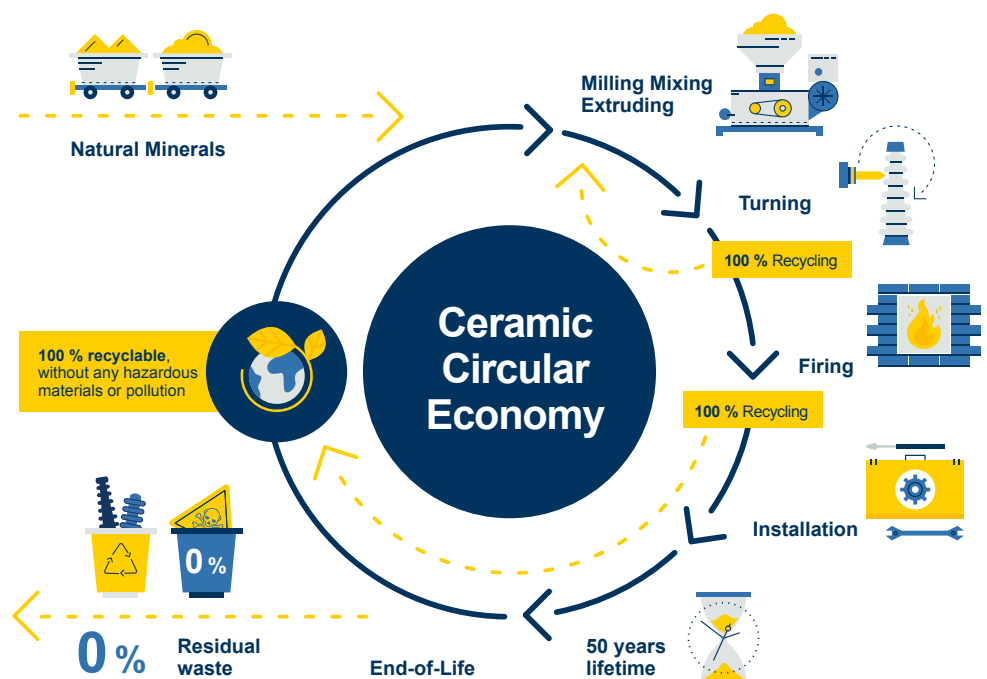 Natural Minerals
Milling Mixing
Extruding
Turning
100 % Recycling
Firing
100 % Recycling
Installation
50 years
lifetime
End-of-Life
0 %
Residual
waste
0 %
100 % recyclable,
without any hazardous
materials or pollution
Ceramic
Circular
Economy